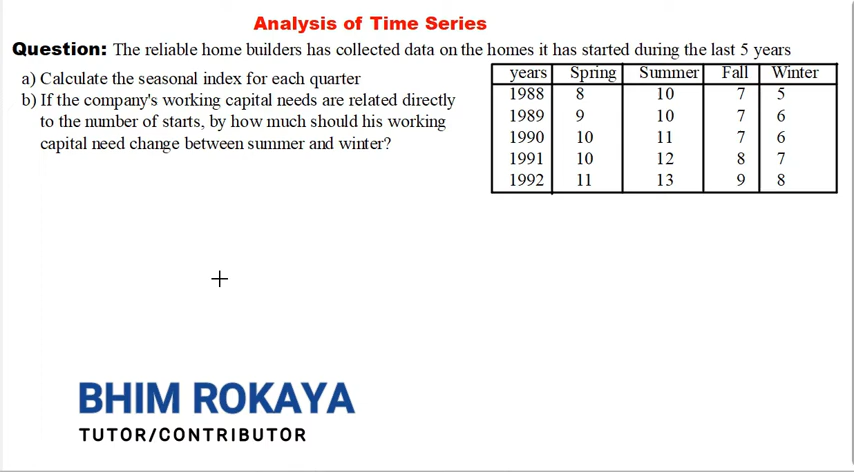 Analysis of Time Series
Question: The reliable home builders has collected data on the homes it has started during the last 5 years
a) Calculate the seasonal index for each quarter
b) If the company's working capital needs are related directly
to the number of starts, by how much should his working
capital need change between summer and winter?
years Spring Summer Fall Winter
1988 8 10 7 5
1989 9 10 7 6
1990 10 11 7 6
1991 10 12 8 7
1992 11 13 9 8
BHIM ROKAYA
TUTOR/CONTRIBUTOR